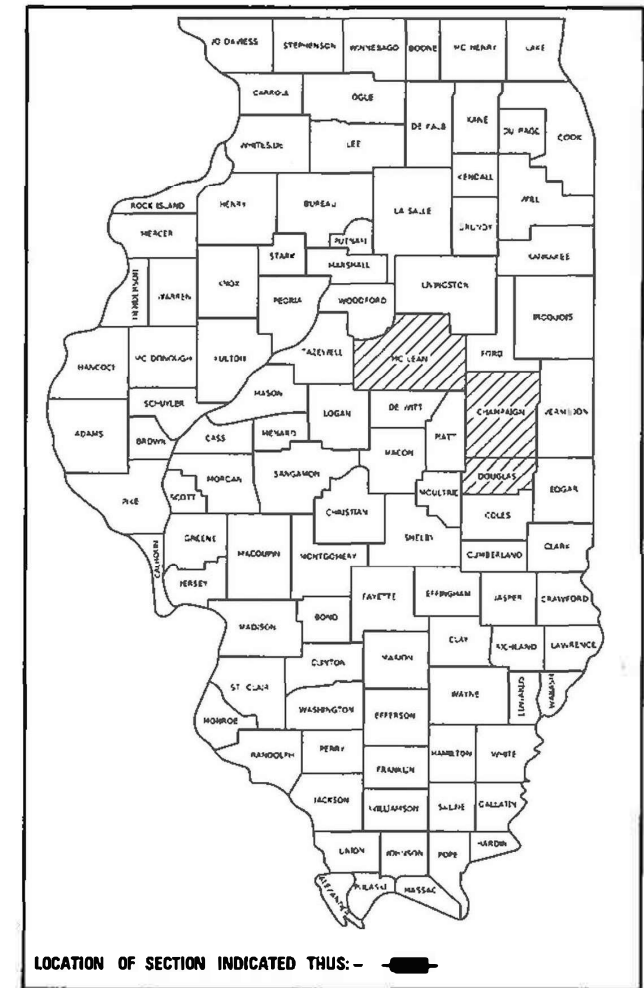 JO DAVIESS STEPHENSON WINNEBAGO BOONE MC HENRY LAKE
CARROLL OGLE
DE KALB KANE DU PAGE COOK
WHITESIDE LEE
KENDALL
ROCK ISLAND HENRY BUREAU LA SALLE WILL
MERCER PUTNAM GRUNDY
STARK MARSHALL KANKAKEE
HENDERSON WARREN KNOX PEORIA WOODFORD LIVINGSTON IROQUOIS
HANCOCK MC DONOUGH FULTON TAZEWELL MC LEAN FORD
MASON
SCHUYLER LOGAN DE WITT CHAMPAIGN VERMILION
ADAMS BROWN CASS MENARD PIATT
MACON
MORGAN SANGAMON DOUGLAS
PIKE SCOTT MOULTRIE EDGAR
CHRISTIAN COLES
GREENE MACOUPIN SHELBY
CALHOUN MONTGOMERY CUMBERLAND CLARK
JERSEY
FAYETTE EFFINGHAM JASPER CRAWFORD
MADISON BOND
CLAY RICHLAND LAWRENCE
CLINTON MARION
ST. CLAIR WAYNE EDWARDS WABASH
WASHINGTON JEFFERSON
MONROE
RANDOLPH PERRY HAMILTON WHITE
FRANKLIN
JACKSON WILLIAMSON SALINE GALLATIN
UNION JOHNSON POPE HARDIN
ALEXANDER PULASKI MASSAC
LOCATION OF SECTION INDICATED THUS:-